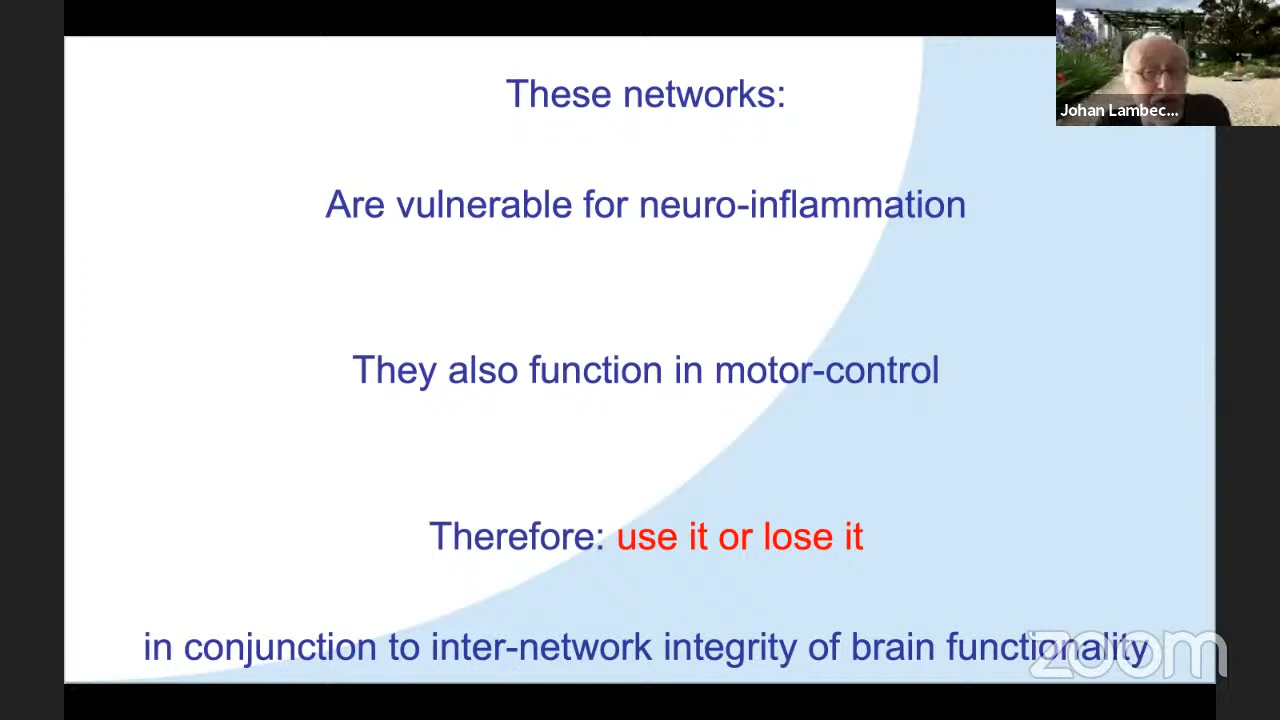 These networks:
Johan Lambec...
Are vulnerable for neuro-inflammation
They also function in motor-control
Therefore: use it or lose it
in conjunction to inter-network integrity of brain functionality
zoom